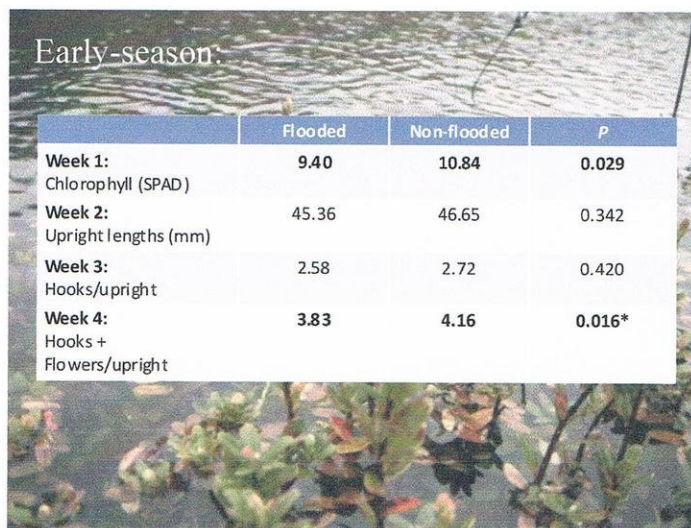 Early-season:
Flooded Non-flooded P
Week 1: 9.40 10.84 0.029
Chlorophyll (SPAD)
Week 2: 45.36 46.65 0.342
Upright lengths (mm)
Week 3: 2.58 2.72 0.420
Hooks/upright
Week 4: 3.83 4.16 0.016*
Hooks +
Flowers/upright